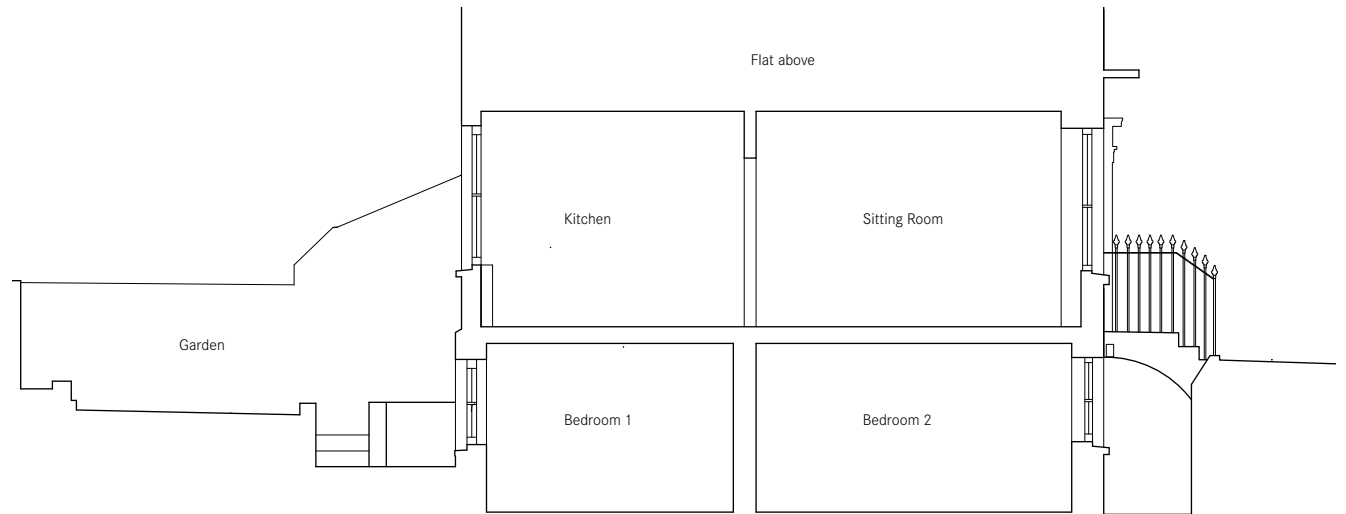 Flat above
Kitchen
Sitting Room
Garden
Bedroom 1
Bedroom 2